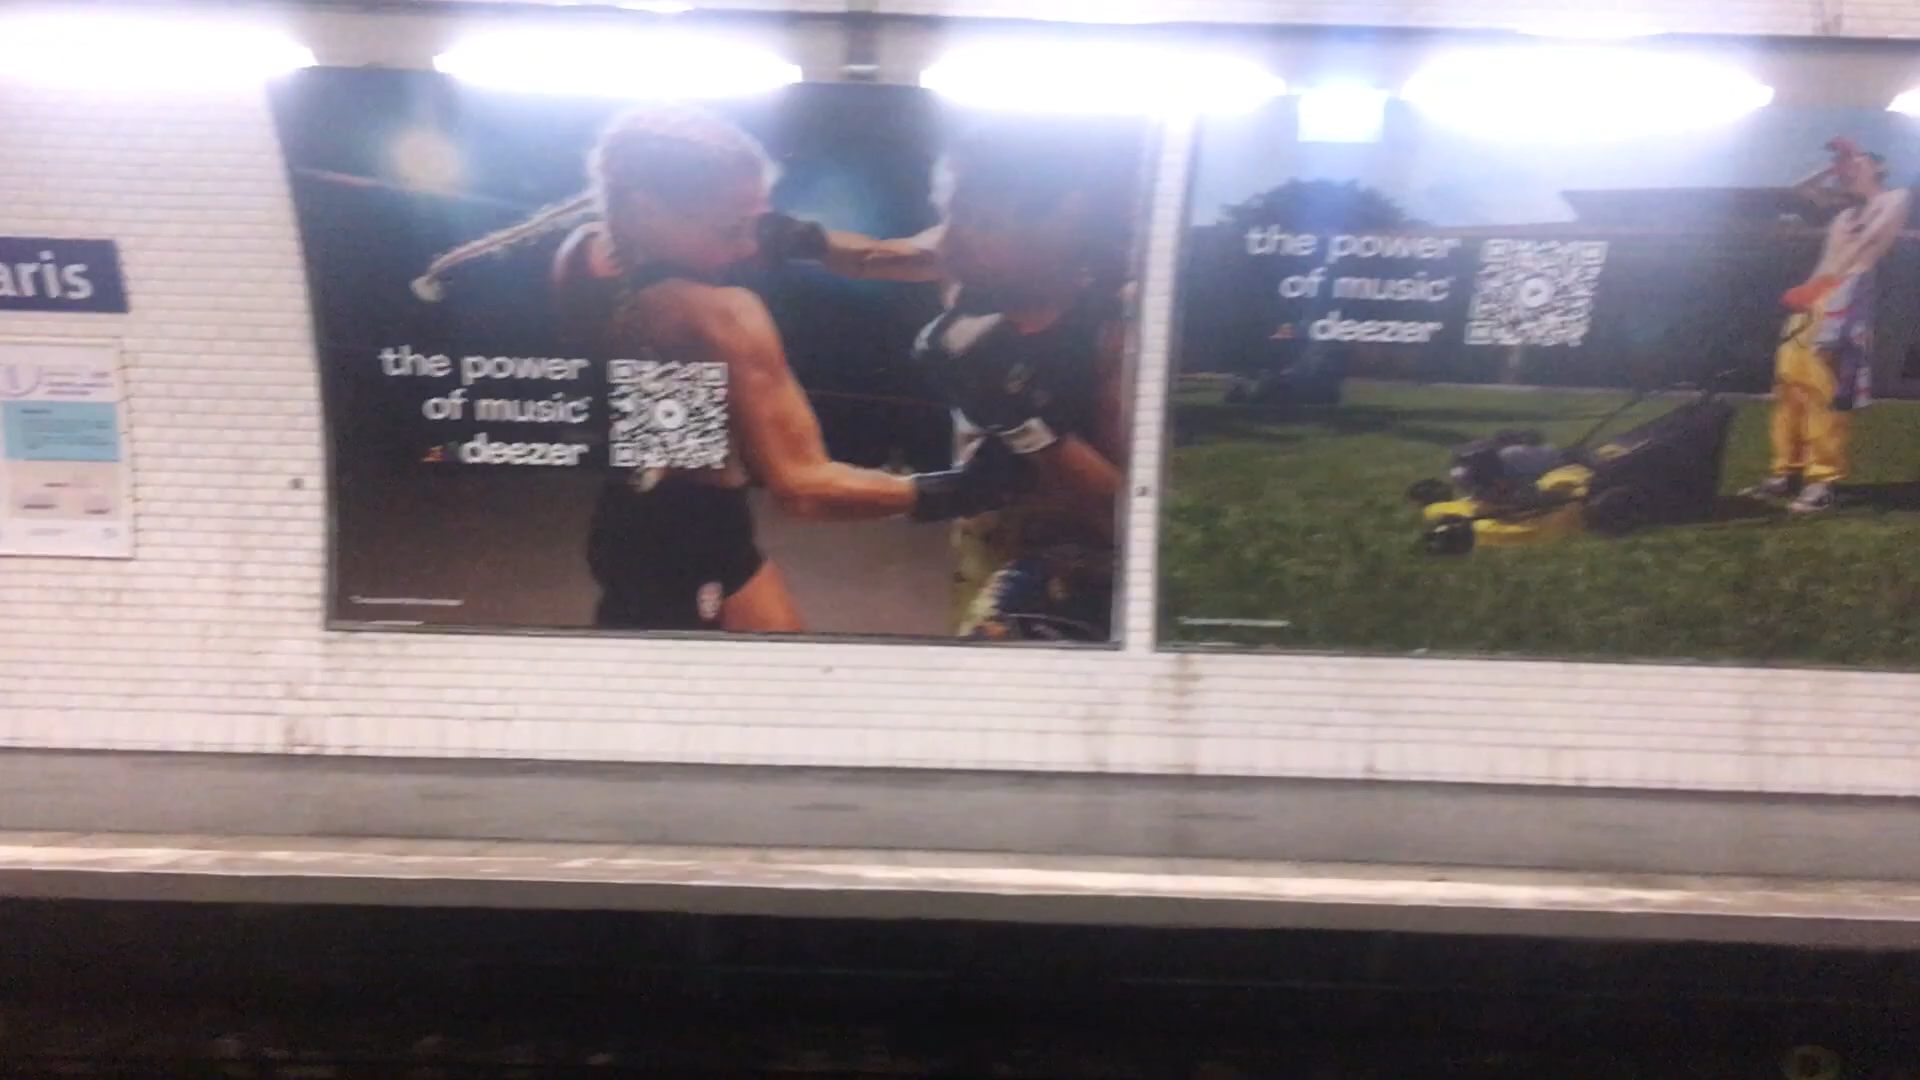 aris
the power
of music
deezer
the power
of music
deezer